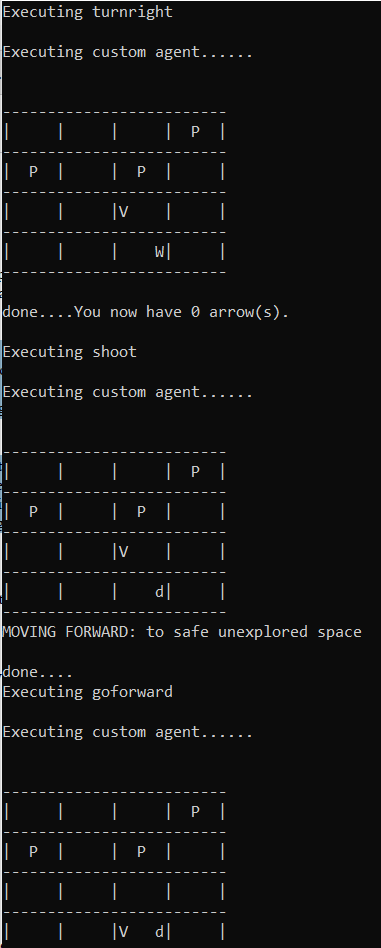 Executing turnright
Executing custom agent......
-------------------------
|     |     |     |  P  |
-------------------------
|  P  |     |  P  |     |
-------------------------
|     |     |V    |     |
-------------------------
|     |     |    W|     |
-------------------------
done....You now have 0 arrow(s).
Executing shoot
Executing custom agent......
-------------------------
|     |     |     |  P  |
-------------------------
|  P  |     |  P  |     |
-------------------------
|     |     |V    |     |
-------------------------
|     |     |    d|     |
-------------------------
MOVING FORWARD: to safe unexplored space
done....
Executing goforward
Executing custom agent......
-------------------------
|     |     |     |  P  |
-------------------------
|  P  |     |  P  |     |
-------------------------
|     |     |     |     |
-------------------------
|     |     |V   d|     |